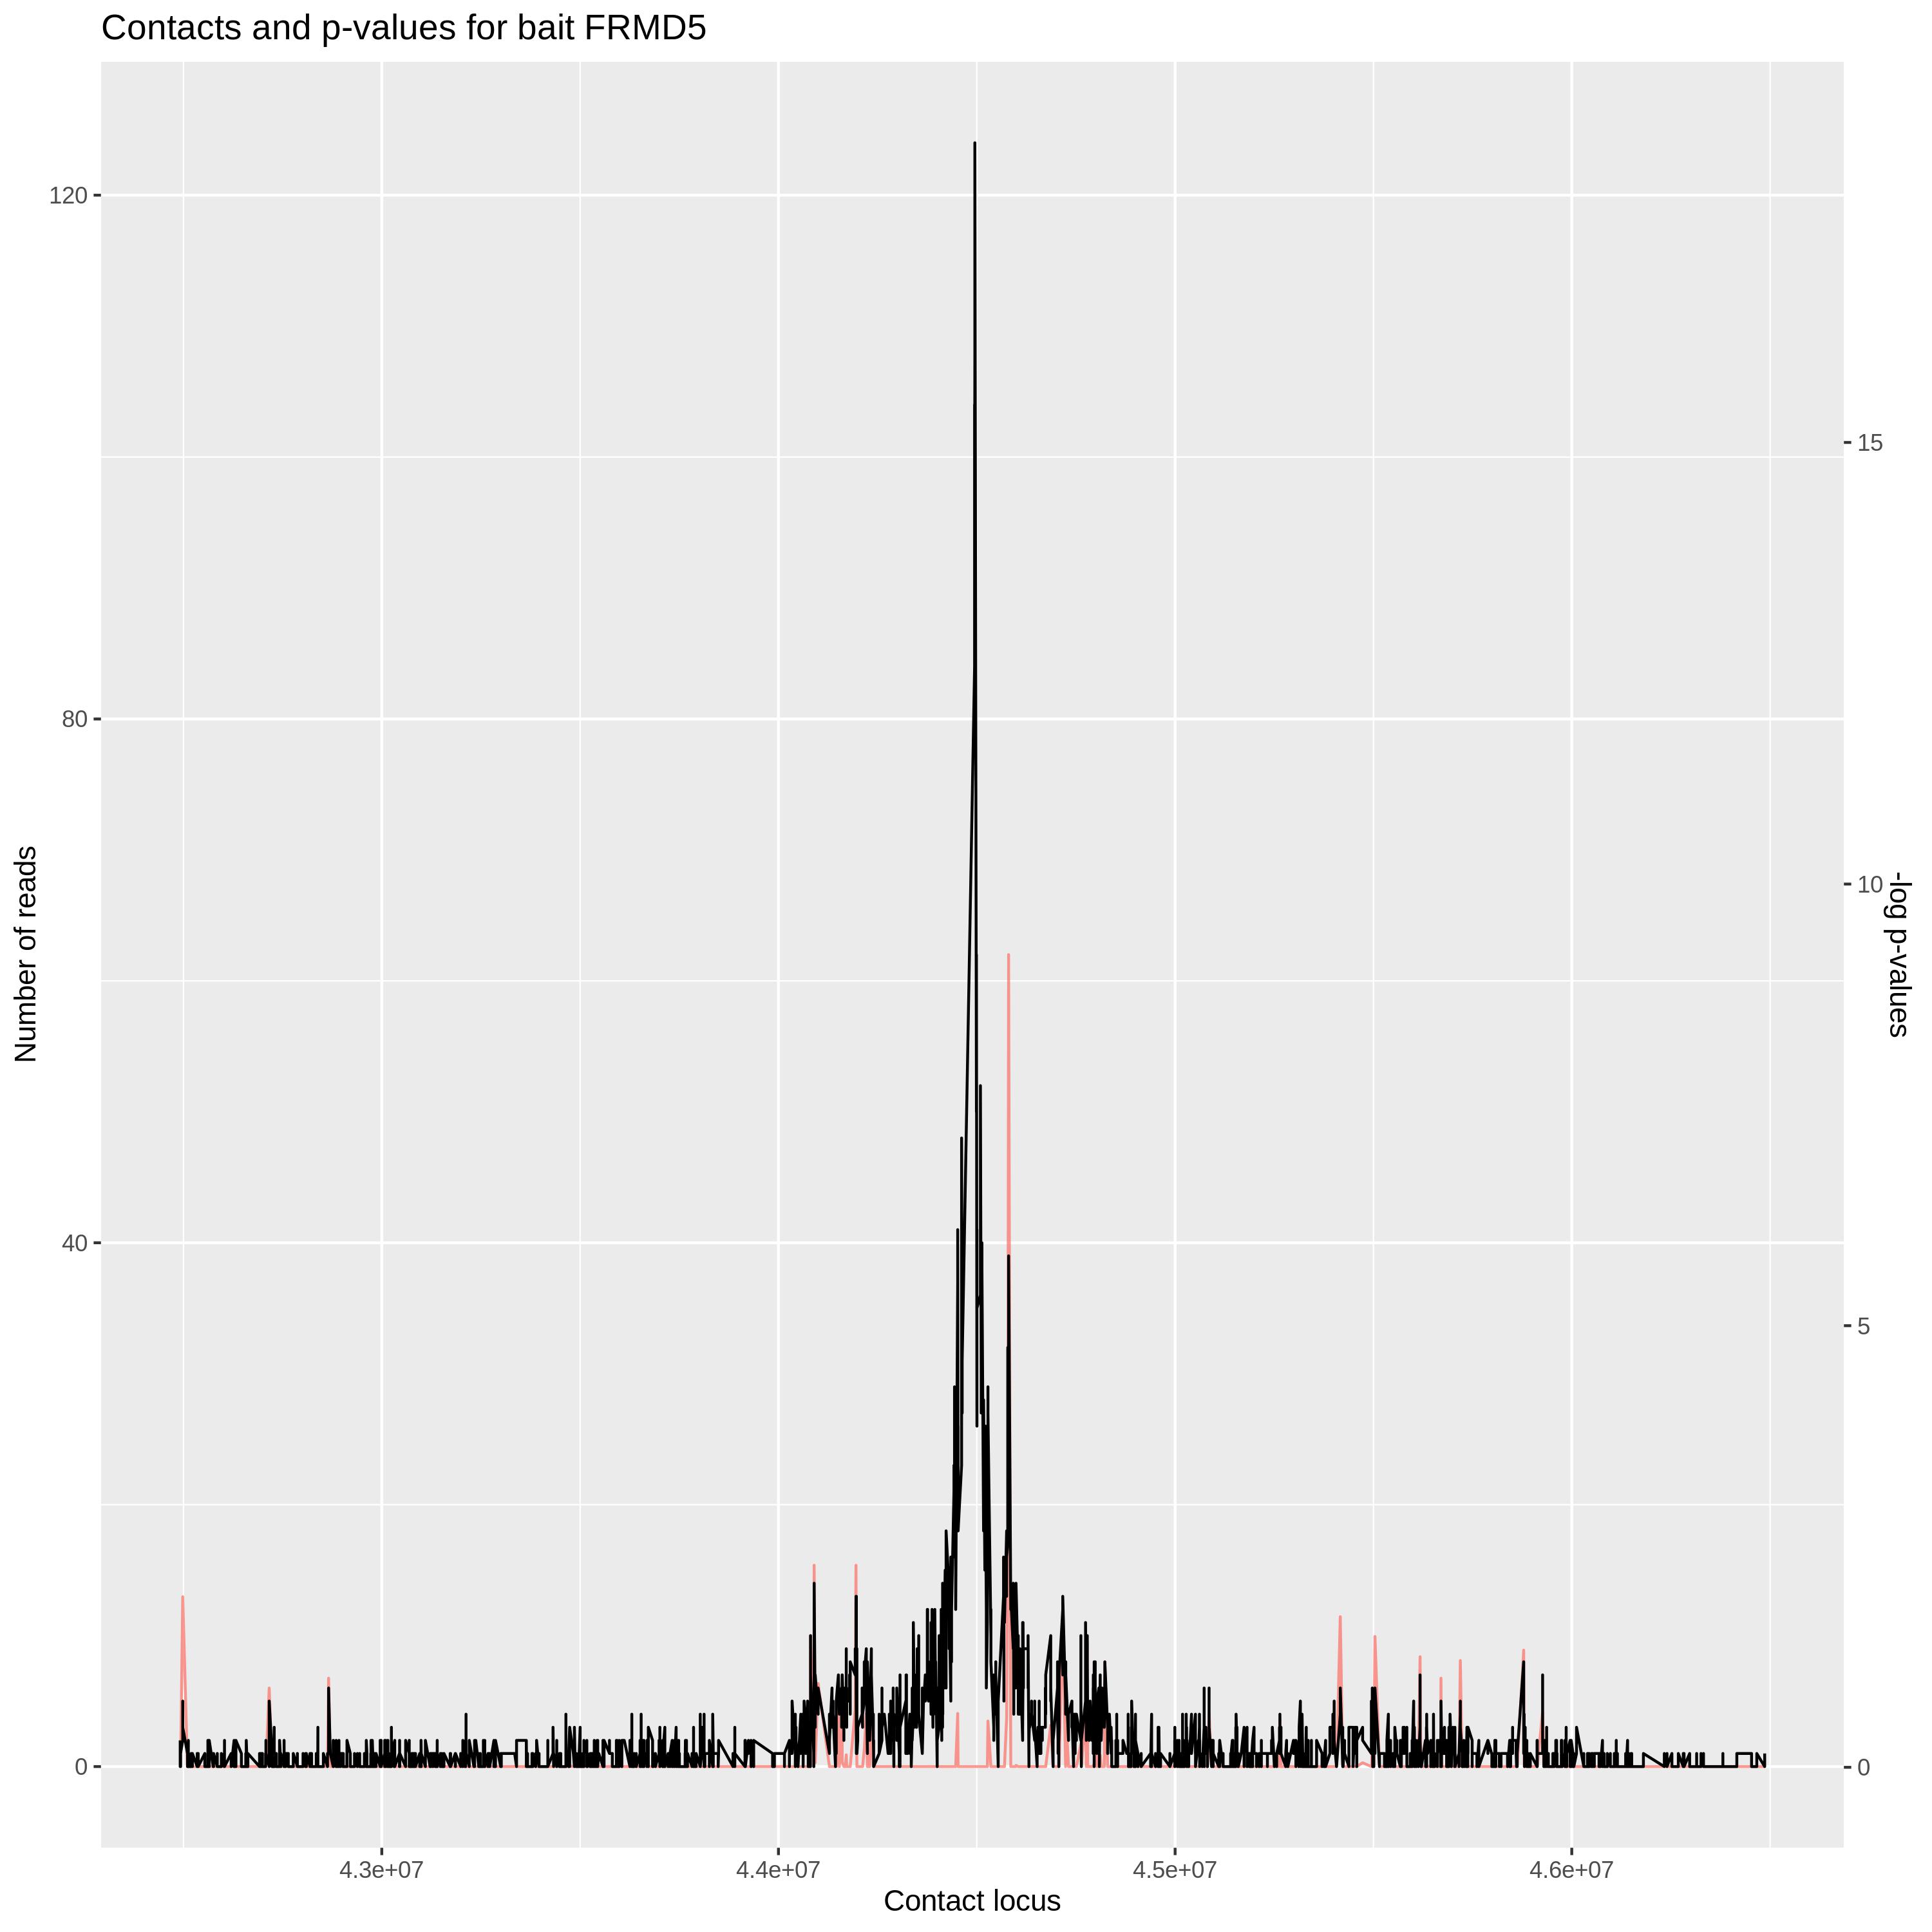 Contacts and p-values for bait FRMD5
120
80
40
0
Number of reads
15
10
5
0
-log p-values
4.3e+07 4.4e+07 4.5e+07 4.6e+07
Contact locus